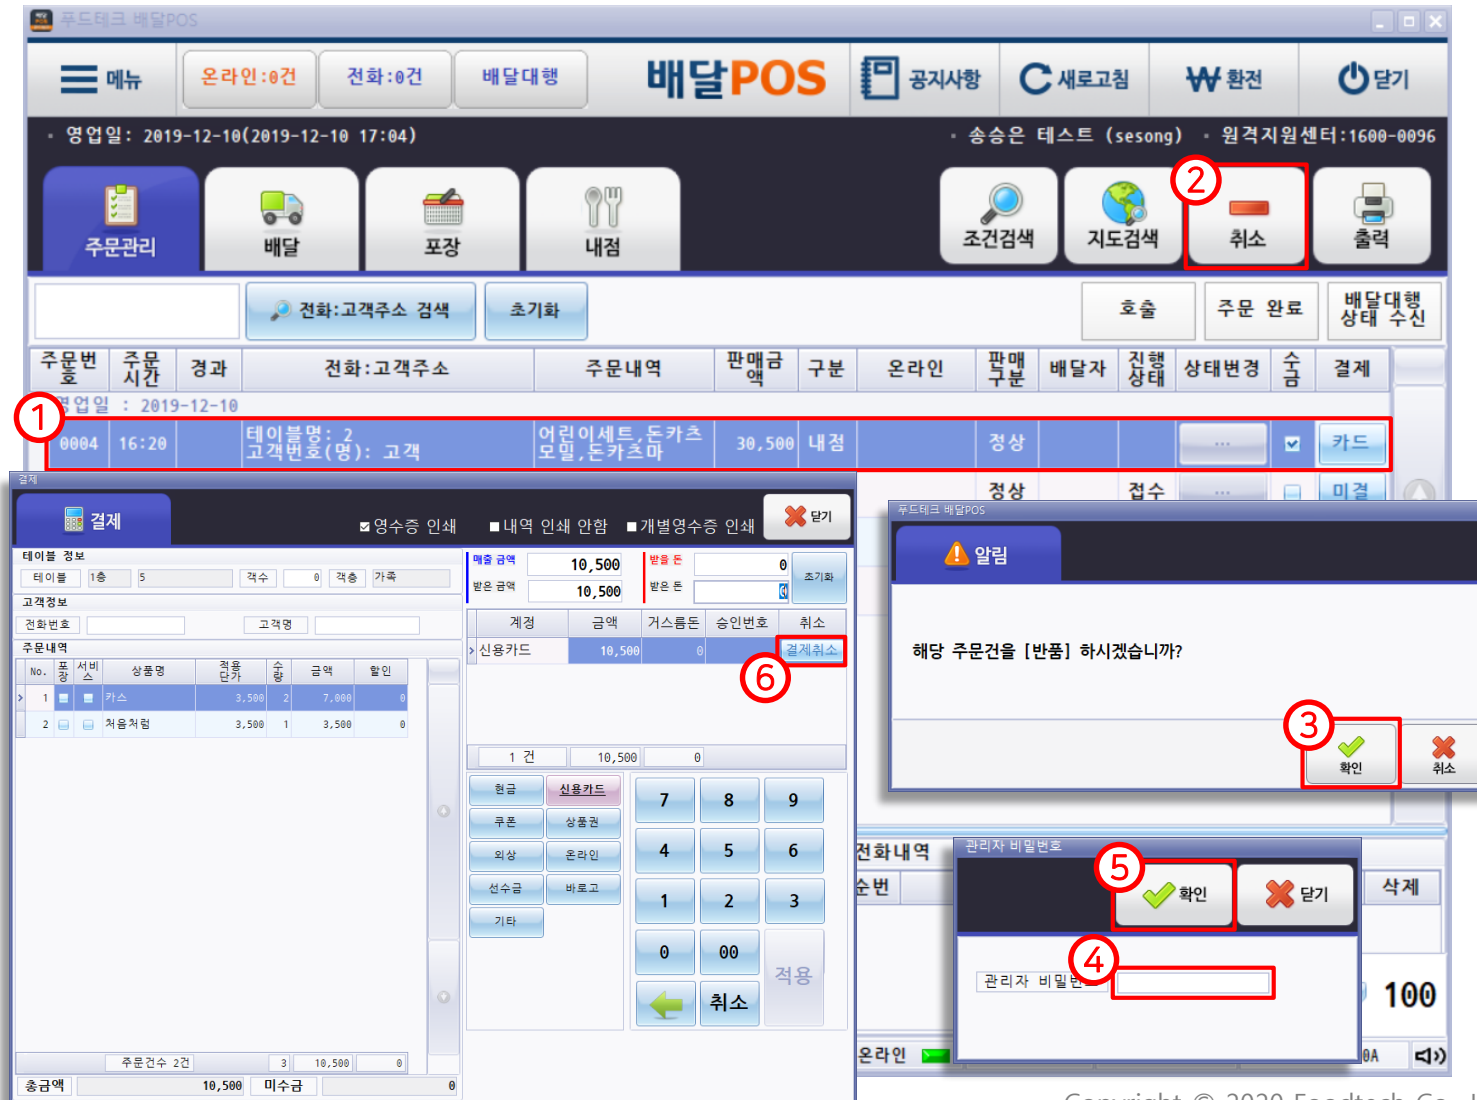 푸드테크 배달POS
메뉴 온라인:0건 전화:0건 배달대행 배달POS 공지사항 새로고침 환전 닫기
영업일: 2019-12-10(2019-12-10 17:04) 송승은 테스트 (sesong) 원격지원센터:1600-0096
②
주문관리 배달 포장 내점 조건검색 지도검색 취소 출력
전화:고객주소 검색 초기화 호출 주문 완료 배달대행 상태 수신
주문번호 주문시간 경과 전화:고객주소 주문내역 판매금액 구분 온라인 판매구분 배달자 진행상태 상태변경 수금 결제
영업일 : 2019-12-10
①
0004 16:20 테이블명: 2 어린이세트,돈카츠 30,500 내점 정상 ... 카드
고객번호(명): 고객 모밀,돈카츠마
정상 접수 ... 미결
결제
결제 영수증 인쇄 내역 인쇄 안함 개별영수증 인쇄 닫기
테이블 정보
테이블 1층 5 객수 0 객층 가족
고객정보
전화번호 고객명
주문내역
No. 포장 서비스 상품명 적용단가 수량 금액 할인
1 카스 3,500 2 7,000 0
2 처음처럼 3,500 1 3,500 0
주문건수 2건 3 10,500 0
총금액 10,500 미수금 0
매출 금액 10,500 받을 돈 0 초기화
받은 금액 10,500 받은 돈 0
계정 금액 거스름돈 승인번호 취소
신용카드 10,500 0 결제취소
⑥
1 건 10,500 0
현금 신용카드 7 8 9
쿠폰 상품권
외상 온라인 4 5 6
선수금 바로고 1 2 3
기타
0 00 적용
취소
푸드테크 배달POS
알림
해당 주문건을 [반품] 하시겠습니까?
③
확인 취소
전화내역
순번 삭제
관리자 비밀번호
⑤
확인 닫기
④
관리자 비밀번
100
온라인 0A
Copyright © 2020 Foodtech Co.